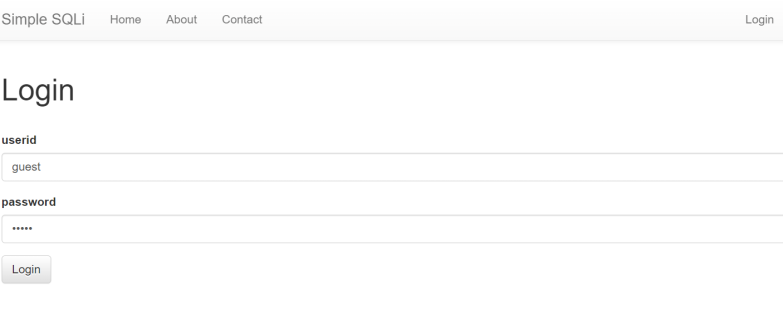 Simple SQLi Home About Contact Login
Login
userid
guest
password
•••••
Login